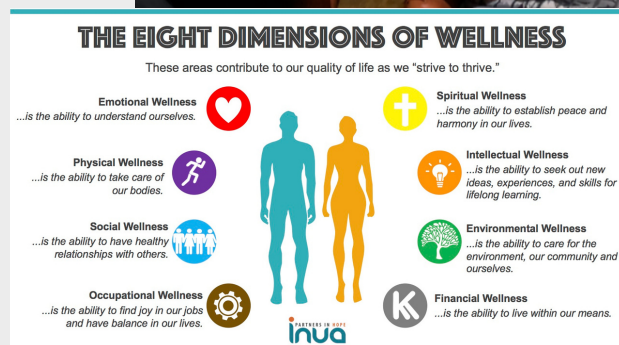 THE EIGHT DIMENSIONS OF WELLNESS
These areas contribute to our quality of life as we “strive to thrive.”
Emotional Wellness
...is the ability to understand ourselves.
Physical Wellness
...is the ability to take care of
our bodies.
Social Wellness
...is the ability to have healthy
relationships with others.
Occupational Wellness
...is the ability to find joy in our jobs
and have balance in our lives.
Spiritual Wellness
...is the ability to establish peace and
harmony in our lives.
Intellectual Wellness
...is the ability to seek out new
ideas, experiences, and skills for
lifelong learning.
Environmental Wellness
...is the ability to care for the
environment, our community and
ourselves.
K
Financial Wellness
...is the ability to live within our means.
PARTNERS IN HOPE
inua